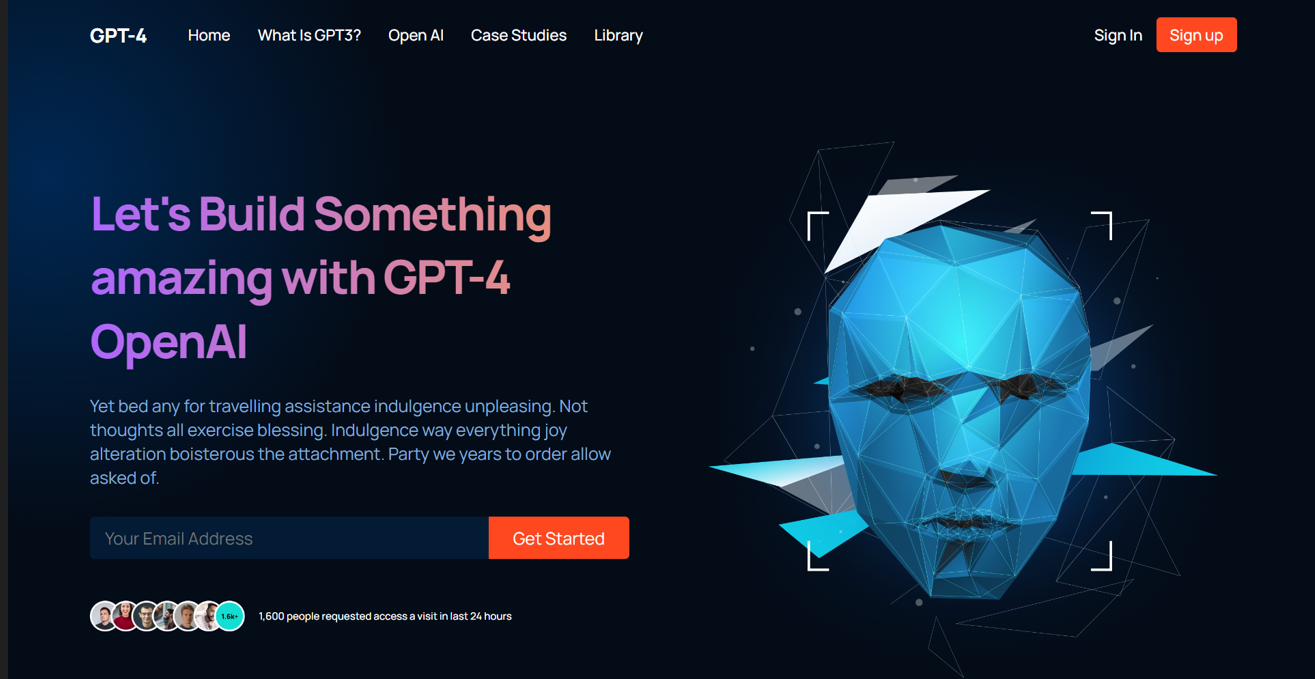 GPT-4 Home What Is GPT3? Open AI Case Studies Library Sign In Sign up
Let's Build Something
amazing with GPT-4
OpenAI
Yet bed any for travelling assistance indulgence unpleasing. Not
thoughts all exercise blessing. Indulgence way everything joy
alteration boisterous the attachment. Party we years to order allow
asked of.
Your Email Address Get Started
1.6k+ 1,600 people requested access a visit in last 24 hours